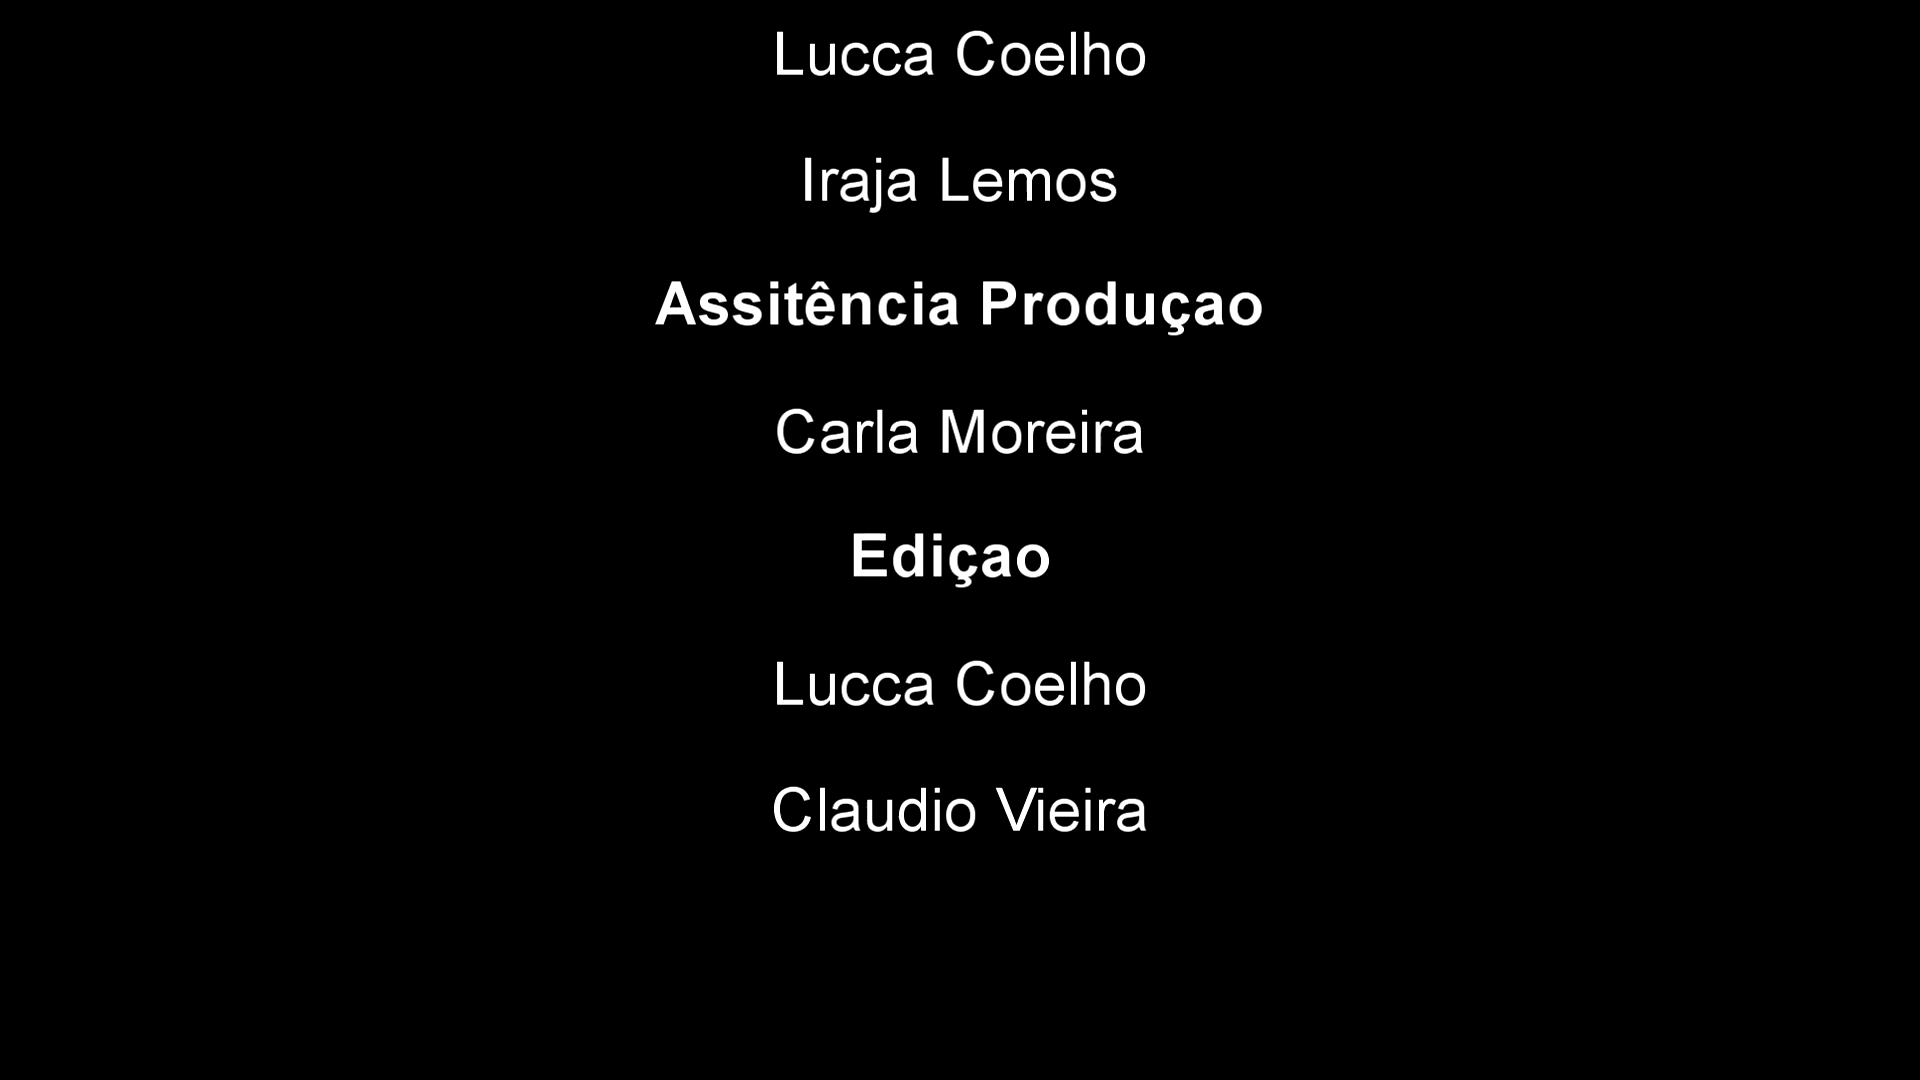 Lucca Coelho
Iraja Lemos
Assitência Produçao
Carla Moreira
Ediçao
Lucca Coelho
Claudio Vieira